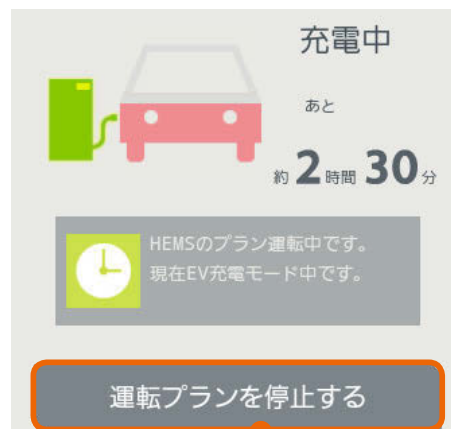 充電中
あと
約2時間30分
HEMSのプラン運転中です。
現在EV充電モード中です。
運転プランを停止する